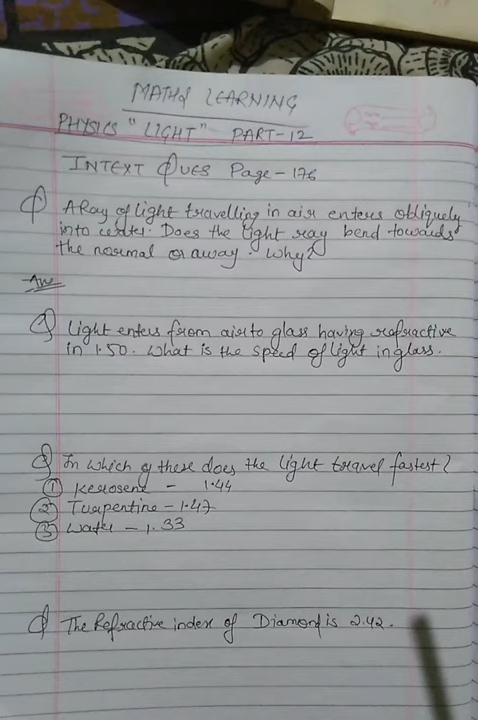 MATHS LEARNING
PHYSICS "LIGHT" PART-12
INTEXT QUES Page - 176
Q A Ray of light travelling in air enters obliquely
into water. Does the light ray bend towards
the normal or away. Why?
Ans
Q light enters from air to glass having refractive
in 1.50. What is the speed of light in glass.
Q In which of these does the light travel fastest?
① Kerosene - 1.44
② Turpentine - 1.47
③ Water - 1.33
Q The Refractive index of Diamond is 2.42.